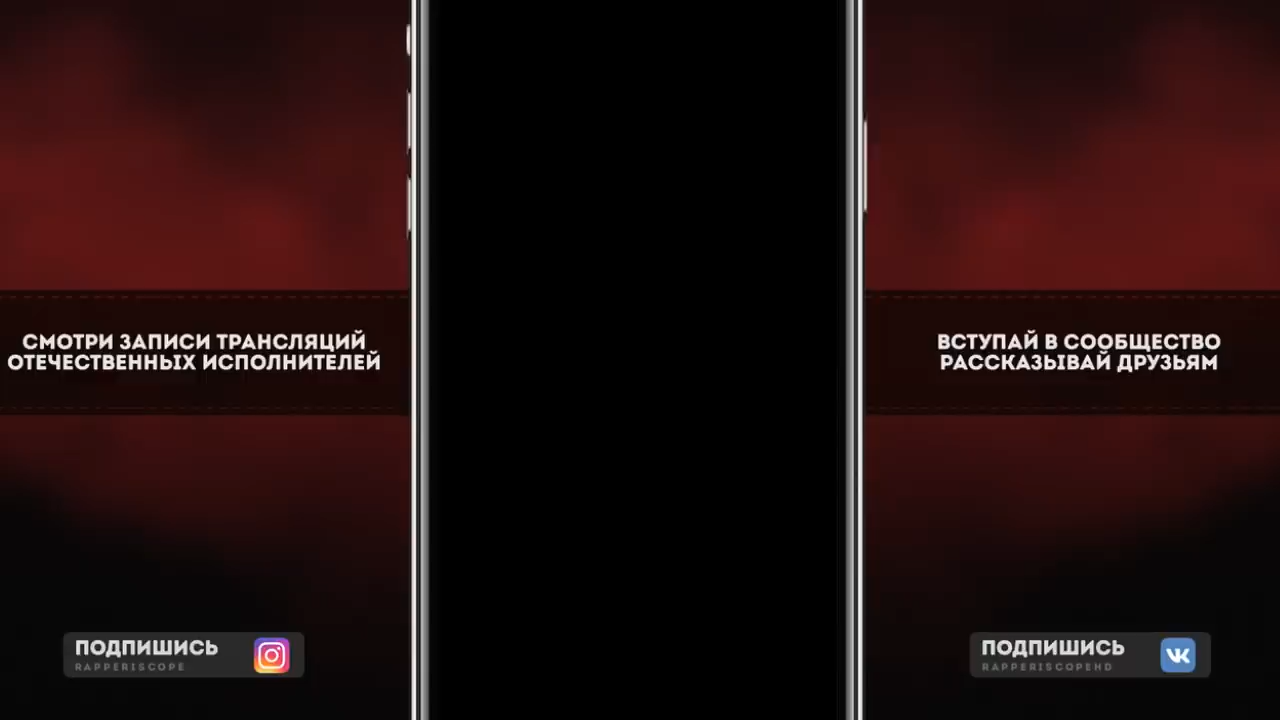 СМОТРИ ЗАПИСИ ТРАНСЛЯЦИЙ
ОТЕЧЕСТВЕННЫХ ИСПОЛНИТЕЛЕЙ
ВСТУПАЙ В СООБЩЕСТВО
РАССКАЗЫВАЙ ДРУЗЬЯМ
ПОДПИШИСЬ
RAPPERISCOPE
ПОДПИШИСЬ
RAPPERISCOPEHD